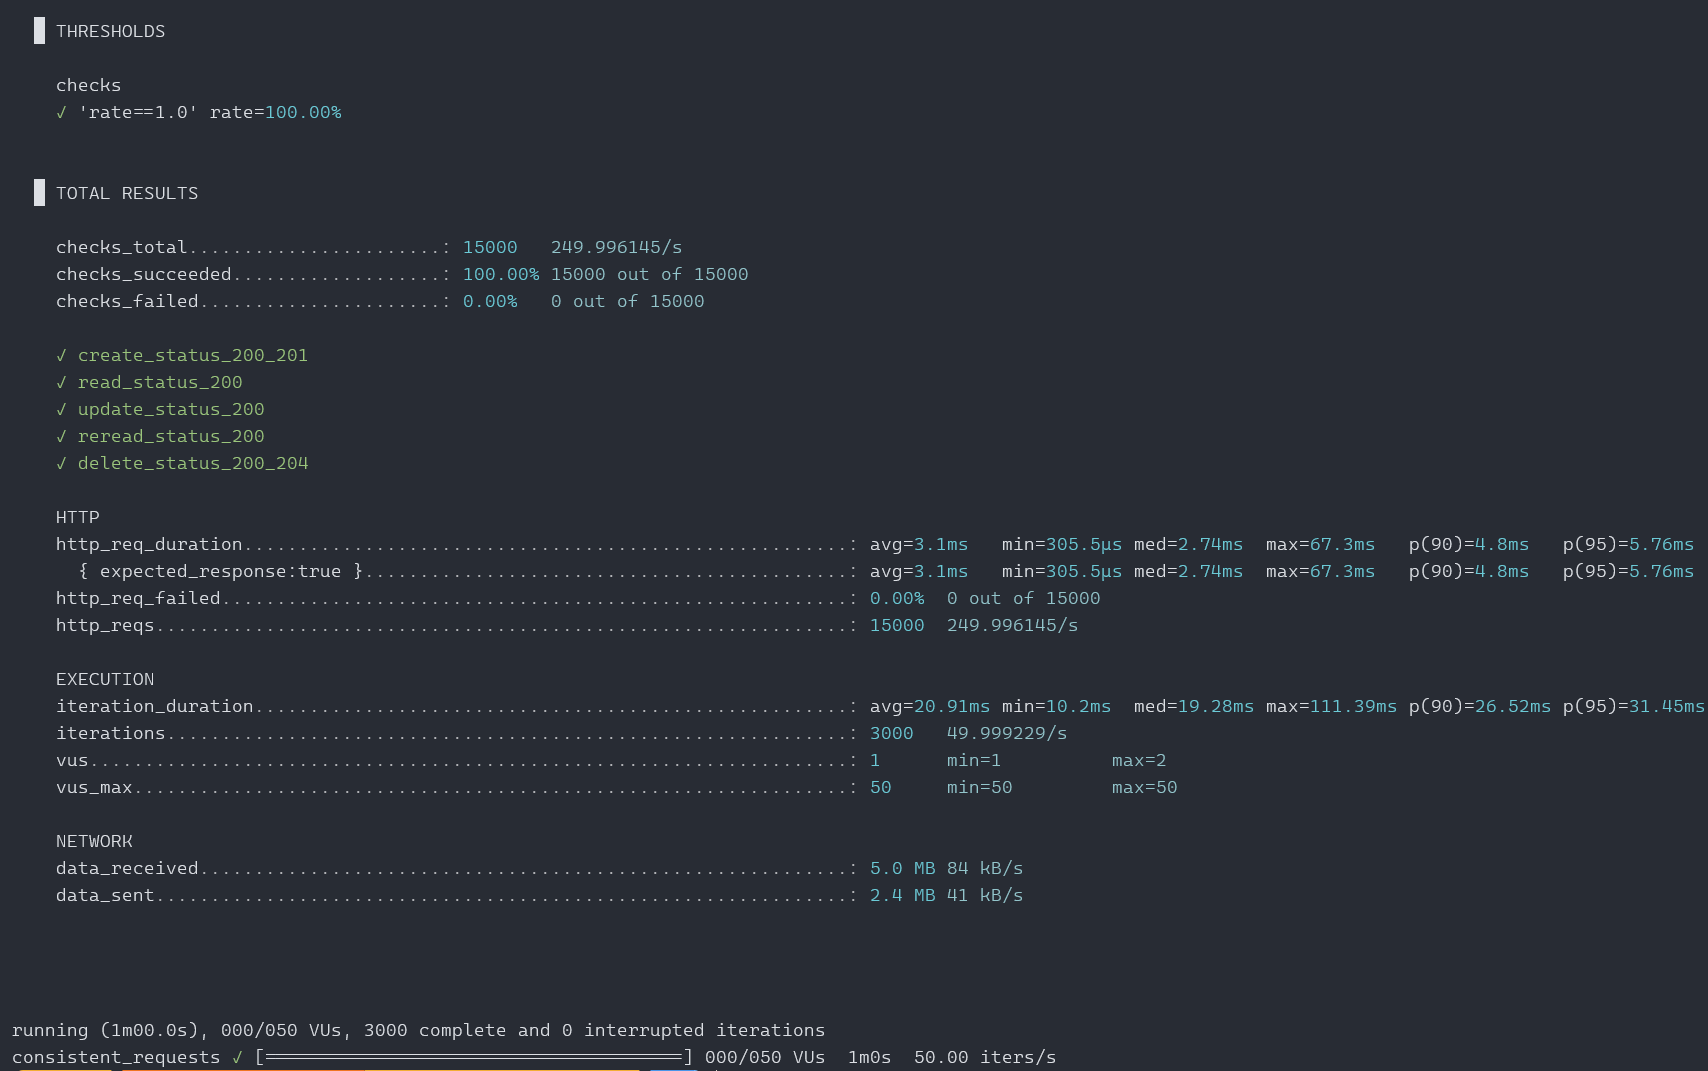 THRESHOLDS
checks
✓ 'rate==1.0' rate=100.00%
TOTAL RESULTS
checks_total.......................: 15000   249.996145/s
checks_succeeded...................: 100.00% 15000 out of 15000
checks_failed......................: 0.00%   0 out of 15000
✓ create_status_200_201
✓ read_status_200
✓ update_status_200
✓ reread_status_200
✓ delete_status_200_204
HTTP
http_req_duration.......................................................: avg=3.1ms   min=305.5µs med=2.74ms  max=67.3ms   p(90)=4.8ms   p(95)=5.76ms
{ expected_response:true }............................................: avg=3.1ms   min=305.5µs med=2.74ms  max=67.3ms   p(90)=4.8ms   p(95)=5.76ms
http_req_failed.........................................................: 0.00%  0 out of 15000
http_reqs...............................................................: 15000  249.996145/s
EXECUTION
iteration_duration......................................................: avg=20.91ms min=10.2ms  med=19.28ms max=111.39ms p(90)=26.52ms p(95)=31.45ms
iterations..............................................................: 3000   49.999229/s
vus.....................................................................: 1      min=1          max=2
vus_max.................................................................: 50     min=50         max=50
NETWORK
data_received...........................................................: 5.0 MB 84 kB/s
data_sent...............................................................: 2.4 MB 41 kB/s
running (1m00.0s), 000/050 VUs, 3000 complete and 0 interrupted iterations
consistent_requests ✓ [======================================] 000/050 VUs  1m0s  50.00 iters/s